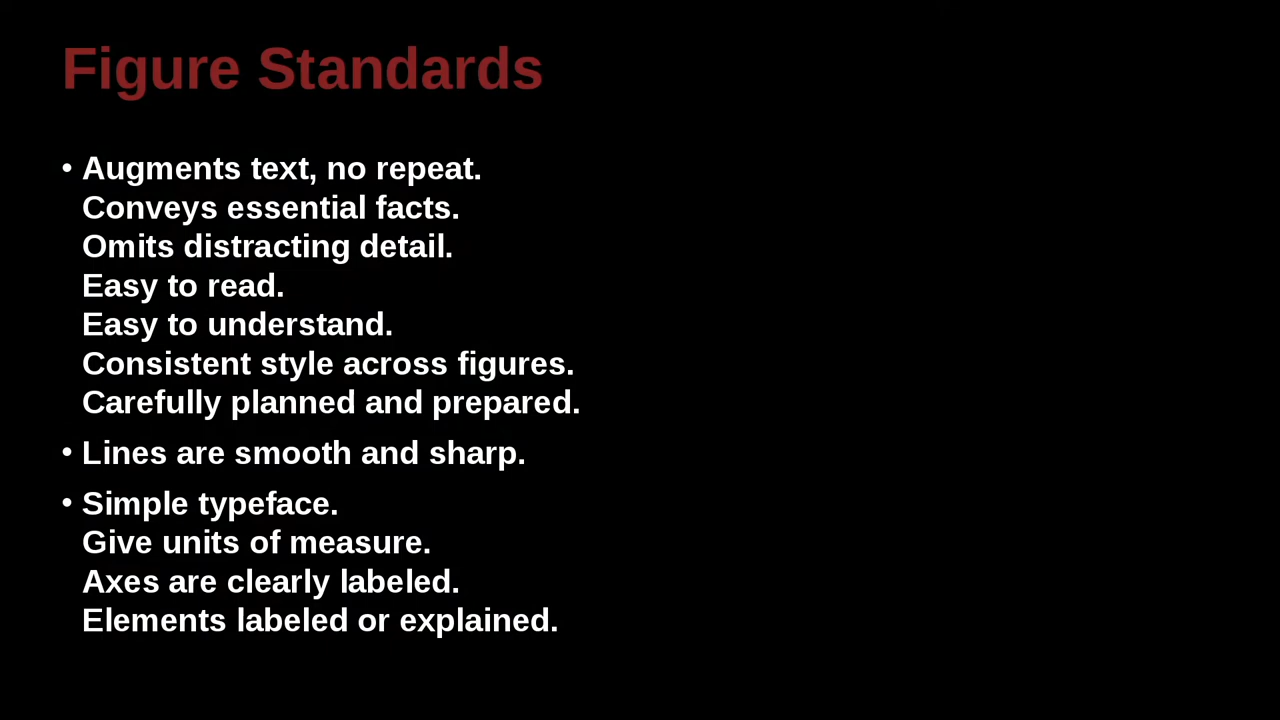 Figure Standards
• Augments text, no repeat.
Conveys essential facts.
Omits distracting detail.
Easy to read.
Easy to understand.
Consistent style across figures.
Carefully planned and prepared.
• Lines are smooth and sharp.
• Simple typeface.
Give units of measure.
Axes are clearly labeled.
Elements labeled or explained.